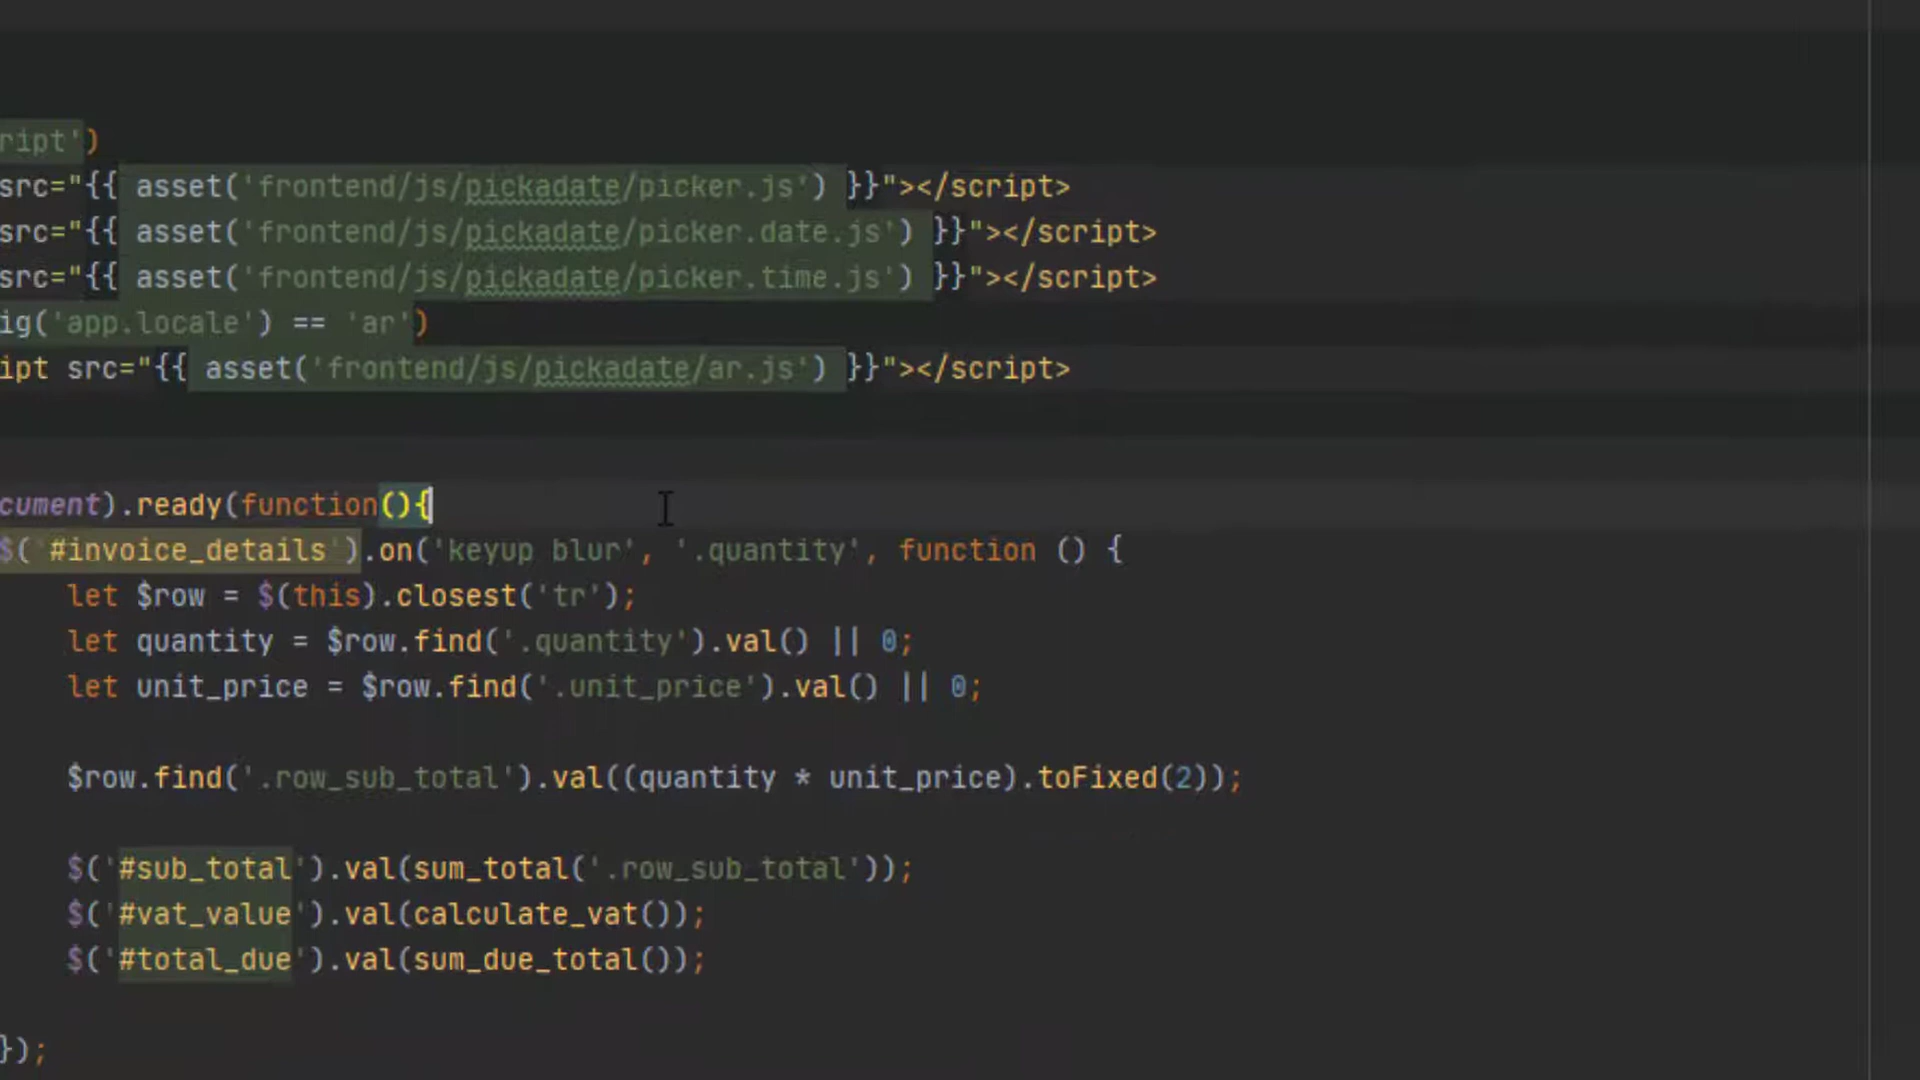 ript')
src="{{ asset('frontend/js/pickadate/picker.js') }}"></script>
src="{{ asset('frontend/js/pickadate/picker.date.js') }}"></script>
src="{{ asset('frontend/js/pickadate/picker.time.js') }}"></script>
ig('app.locale') == 'ar')
ipt src="{{ asset('frontend/js/pickadate/ar.js') }}"></script>
cument).ready(function(){
$('#invoice_details').on('keyup blur', '.quantity', function () {
let $row = $(this).closest('tr');
let quantity = $row.find('.quantity').val() || 0;
let unit_price = $row.find('.unit_price').val() || 0;
$row.find('.row_sub_total').val((quantity * unit_price).toFixed(2));
$('#sub_total').val(sum_total('.row_sub_total'));
$('#vat_value').val(calculate_vat());
$('#total_due').val(sum_due_total());
});